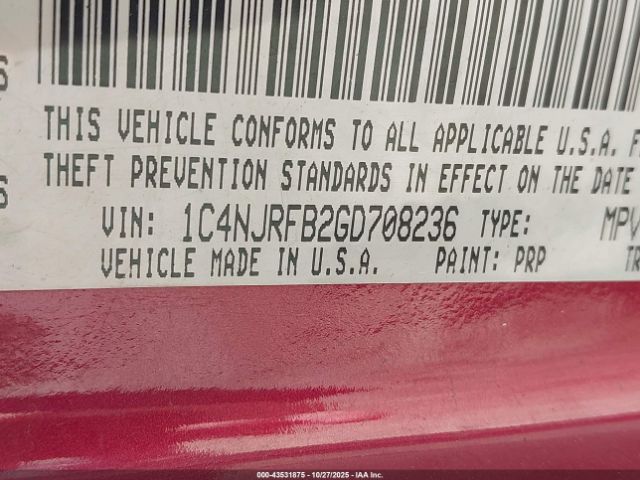 THIS VEHICLE CONFORMS TO ALL APPLICABLE U.S.A. F
THEFT PREVENTION STANDARDS IN EFFECT ON THE DATE
VIN: 1C4NJRFB2GD708236 TYPE: MPV
VEHICLE MADE IN U.S.A. PAINT: PRP TR
000-43531875 | 10/27/2025 | IAA Inc.